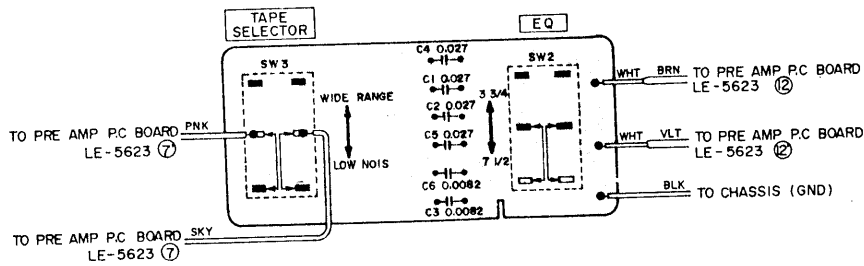 TAPE
SELECTOR
EQ
SW3
C4 0.027
SW2
C1 0.027
WHT BRN TO PRE AMP P.C BOARD
LE-5623 ⑫
WIDE RANGE
3 3/4
C2 0.027
TO PRE AMP P.C BOARD PNK
LE-5623 ⑦'
C5 0.027
WHT VLT TO PRE AMP P.C BOARD
LE-5623 ⑫'
LOW NOIS
7 1/2
C6 0.0082
BLK TO CHASSIS (GND)
C3 0.0082
TO PRE AMP P.C BOARD SKY
LE-5623 ⑦